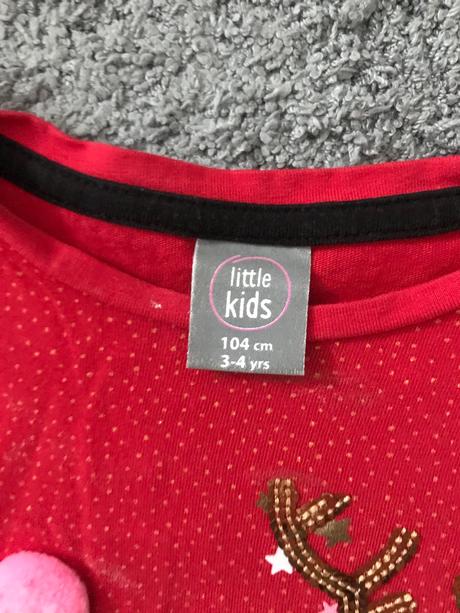 little
kids
104 cm
3-4 yrs